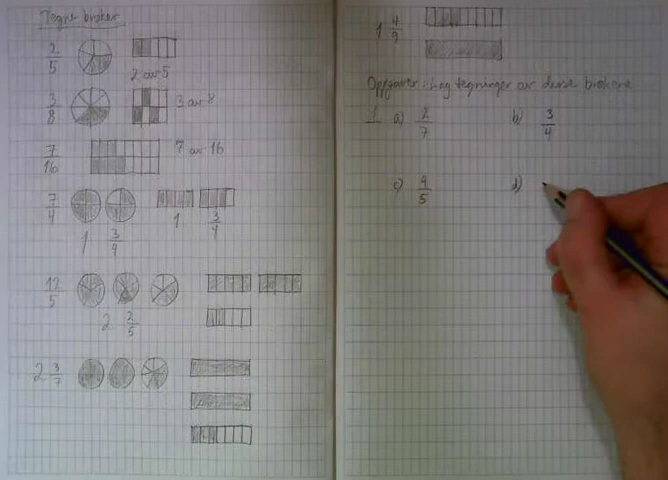 Tegne brøker
2/5
2 av 5
3/8
3 av 8
7/16
7 av 16
7/4
1 3/4
1 3/4
12/5
2 2/5
2 3/7
1 4/9
Oppgaver: Lag tegninger av disse brøkene
1 a) 2/7 b) 3/4
c) 4/5 d)